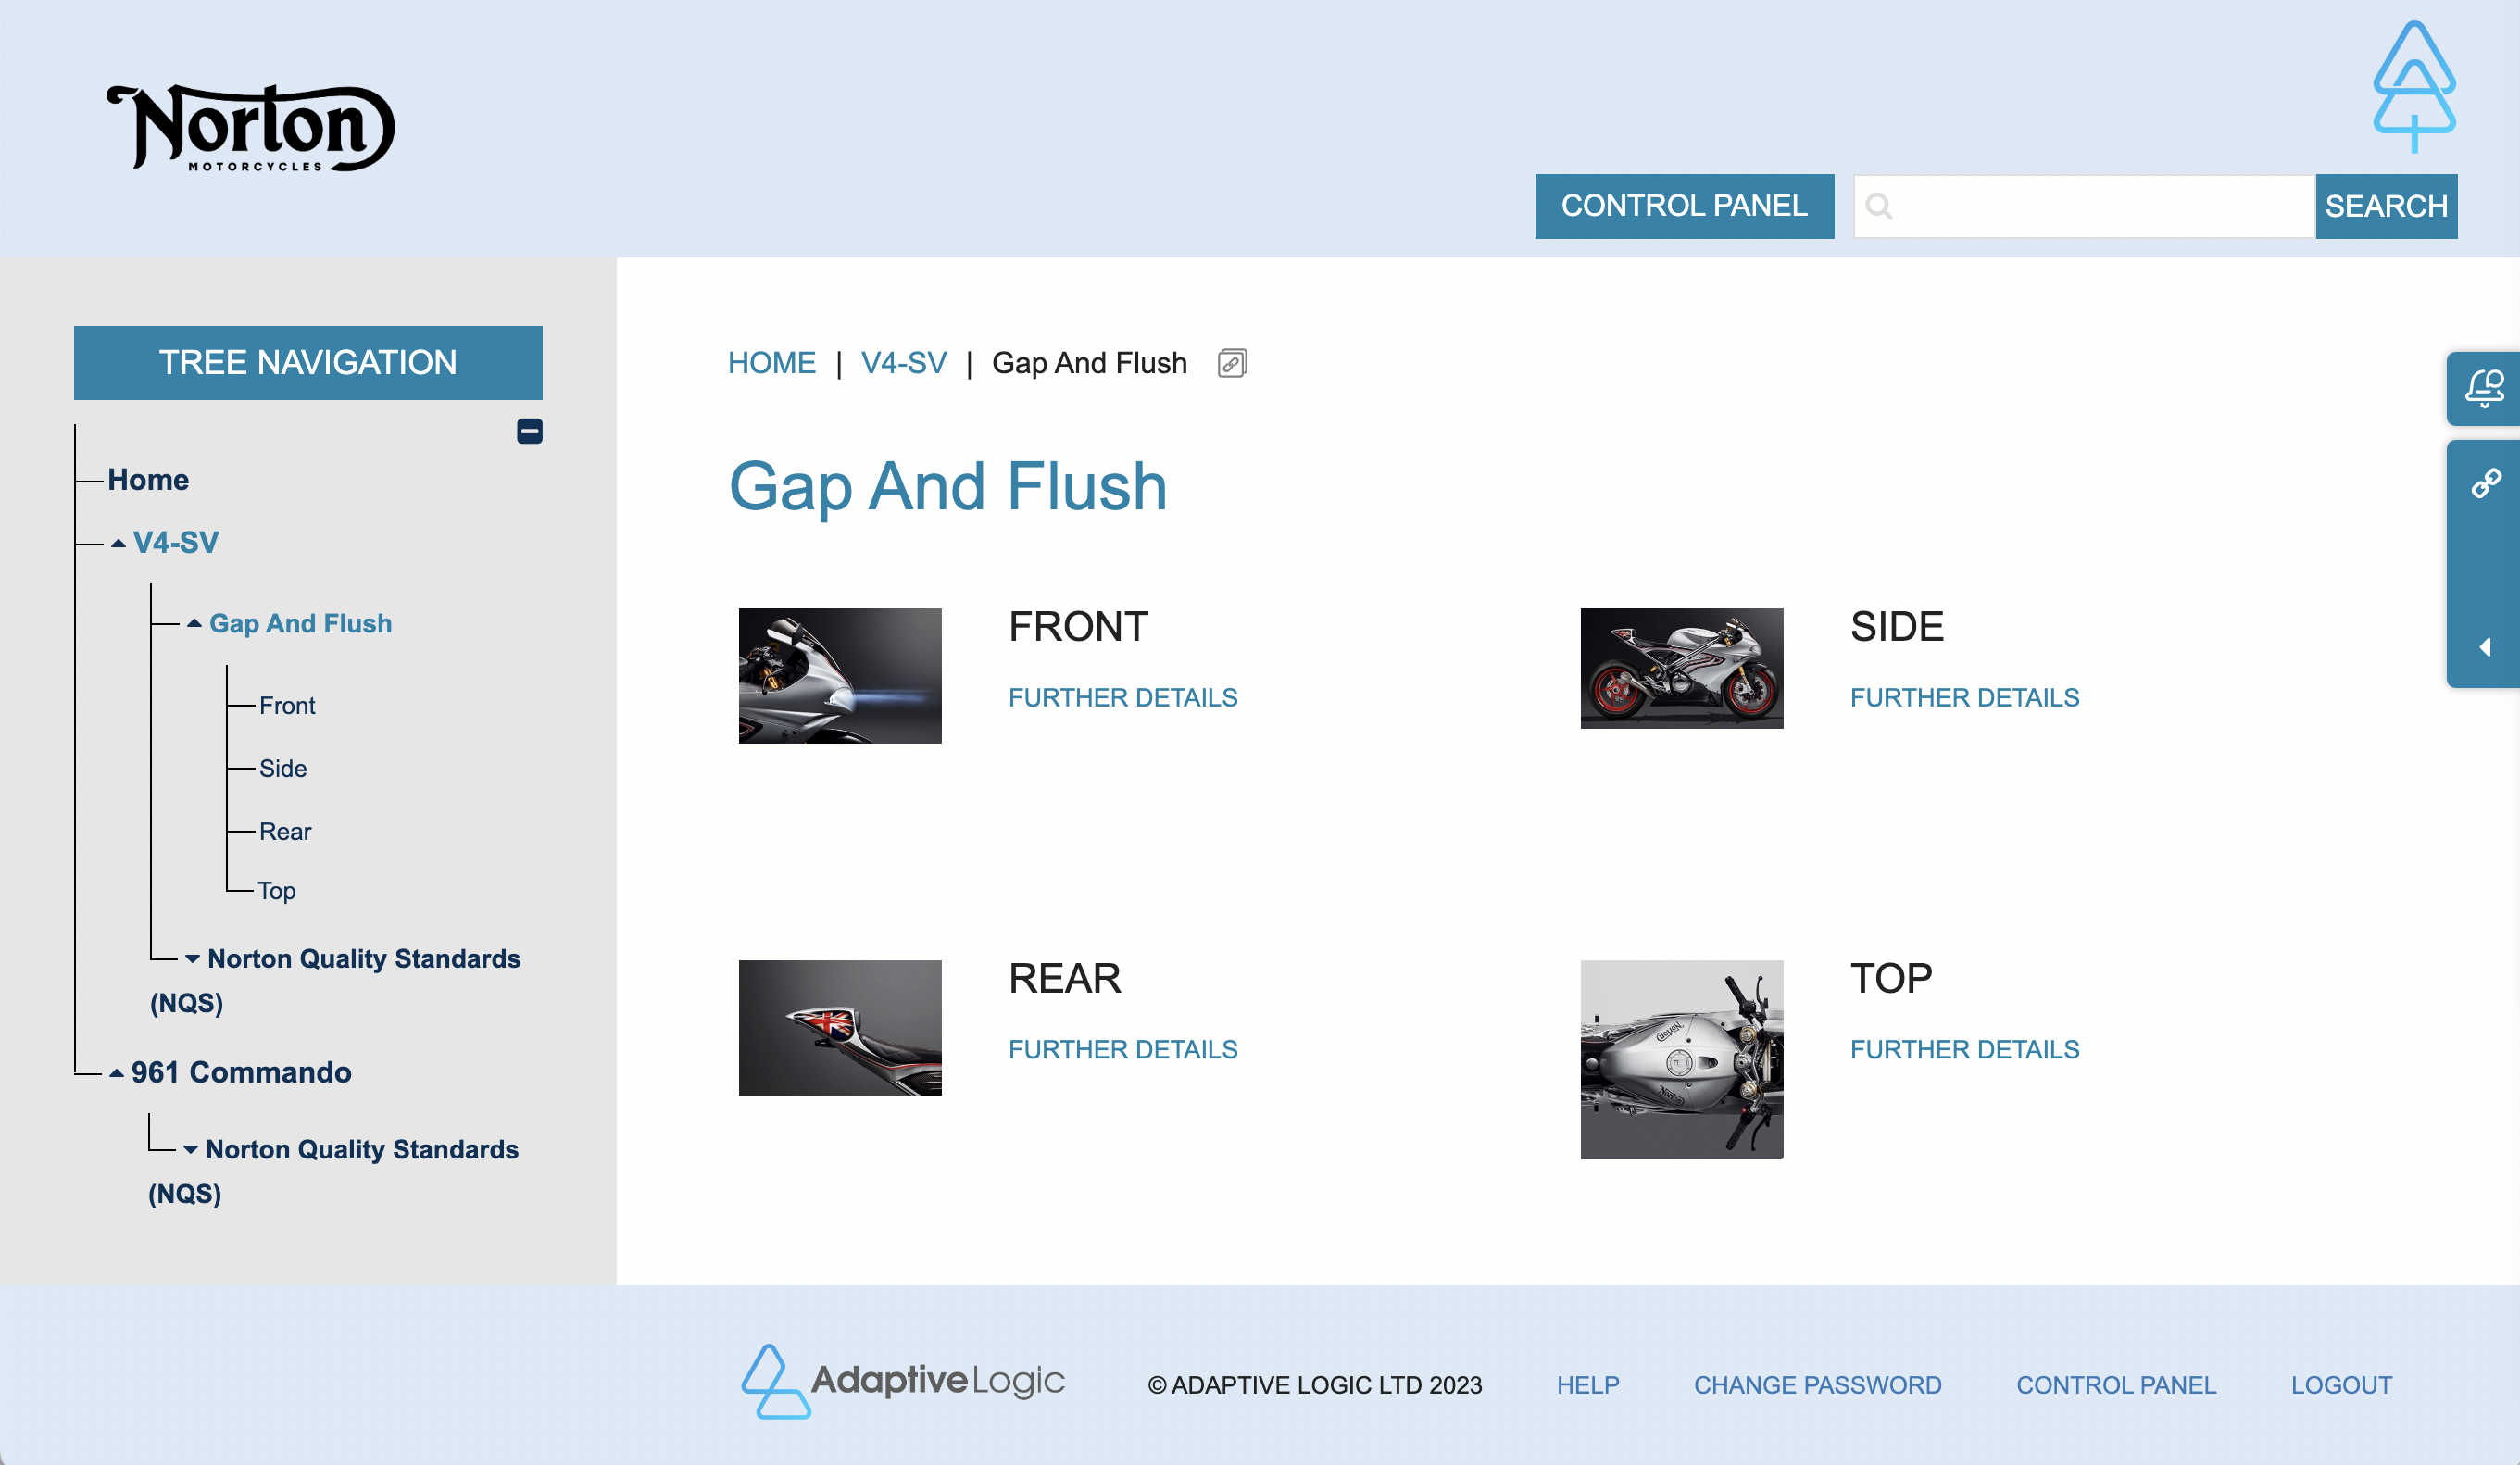 Norton
MOTORCYCLES
CONTROL PANEL
SEARCH
TREE NAVIGATION
Home
V4-SV
Gap And Flush
Front
Side
Rear
Top
Norton Quality Standards
(NQS)
961 Commando
Norton Quality Standards
(NQS)
HOME | V4-SV | Gap And Flush
Gap And Flush
FRONT
FURTHER DETAILS
SIDE
FURTHER DETAILS
REAR
FURTHER DETAILS
TOP
FURTHER DETAILS
Norton
Norton
AdaptiveLogic
© ADAPTIVE LOGIC LTD 2023
HELP
CHANGE PASSWORD
CONTROL PANEL
LOGOUT